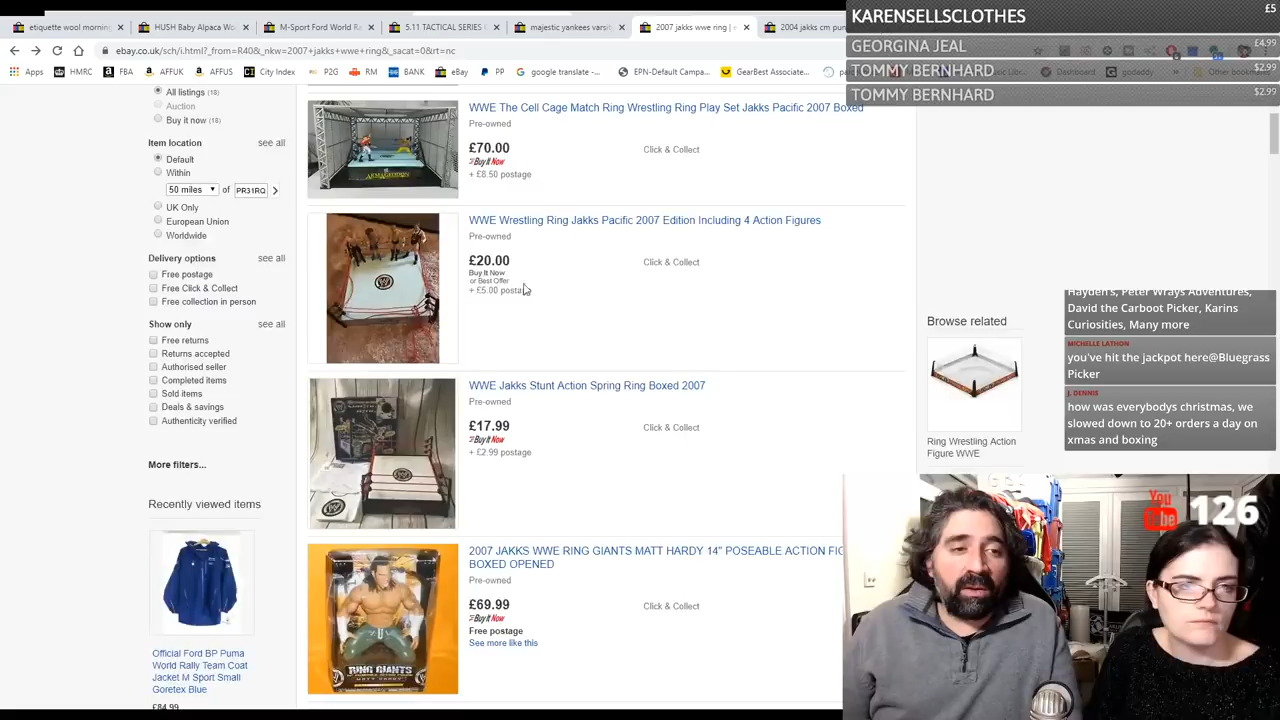 etiquette wool morning
HUSH Baby Alpaca Wo
M-Sport Ford World R
5.11 TACTICAL SERIES
majestic yankees varsity
2007 jakks wwe ring | e
2004 jakks cm pun
ebay.co.uk/sch/i.html?_from=R40&_nkw=2007+jakks+wwe+ring&_sacat=0&rt=nc
Apps
HMRC
FBA
AFFUK
AFFUS
City Index
P2G
RM
BANK
eBay
PP
google translate -...
EPN-Default Campa...
GearBest Associate...
Dashboard
godaddy
Other bookmarks
KARENSELLSCLOTHES £5
GEORGINA JEAL £4.99
TOMMY BERNHARD $2.99
TOMMY BERNHARD $2.99
All listings (18)
Auction
Buy it now (18)
Item location see all
Default
Within
50 miles of PR31RQ
UK Only
European Union
Worldwide
Delivery options see all
Free postage
Free Click & Collect
Free collection in person
Show only see all
Free returns
Returns accepted
Authorised seller
Completed items
Sold items
Deals & savings
Authenticity verified
More filters...
Recently viewed items
Official Ford BP Puma
World Rally Team Coat
Jacket M Sport Small
Goretex Blue
£84.99
WWE The Cell Cage Match Ring Wrestling Ring Play Set Jakks Pacific 2007 Boxed
Pre-owned
£70.00
Buy It Now
+ £8.50 postage
Click & Collect
ARMAGEDDON
WWE Wrestling Ring Jakks Pacific 2007 Edition Including 4 Action Figures
Pre-owned
£20.00
Buy It Now
or Best Offer
+ £5.00 postage
Click & Collect
WWE Jakks Stunt Action Spring Ring Boxed 2007
Pre-owned
£17.99
Buy It Now
+ £2.99 postage
Click & Collect
2007 JAKKS WWE RING GIANTS MATT HARDY 14" POSEABLE ACTION FIG
BOXED OPENED
Pre-owned
£69.99
Buy It Now
Free postage
See more like this
Click & Collect
RING GIANTS
MATT HARDY
Browse related
Ring Wrestling Action
Figure WWE
Hayden's, Peter Wrays Adventures,
David the Carboot Picker, Karins
Curiosities, Many more
MICHELLE LATHON
you've hit the jackpot here@Bluegrass
Picker
J. DENNIS
how was everybodys christmas, we
slowed down to 20+ orders a day on
xmas and boxing
You
Tube
126